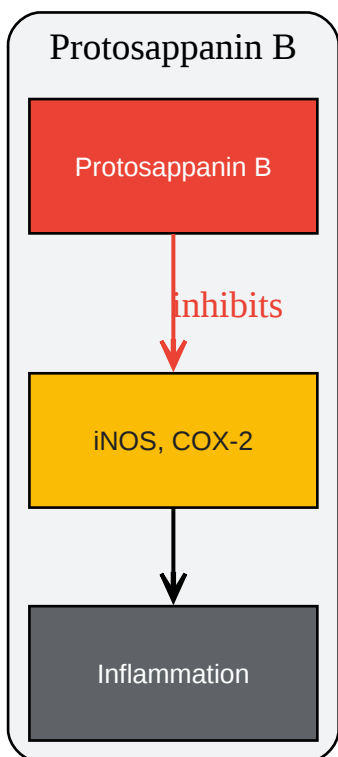 Protosappanin B
Protosappanin B
inhibits
iNOS, COX-2
Inflammation